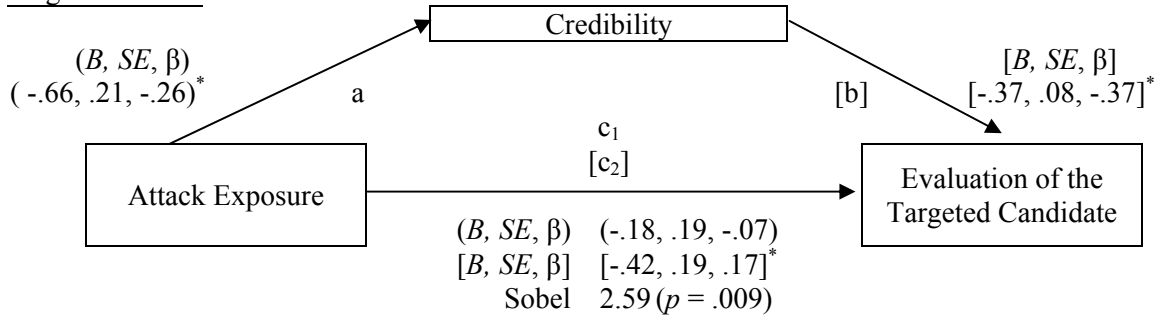 Credibility
(B, SE, β)
( -.66, .21, -.26)*
a
[b]
[B, SE, β]
[-.37, .08, -.37]*
c₁
[c₂]
Attack Exposure
Evaluation of the
Targeted Candidate
(B, SE, β) (-.18, .19, -.07)
[B, SE, β] [-.42, .19, .17]*
Sobel 2.59 (p = .009)